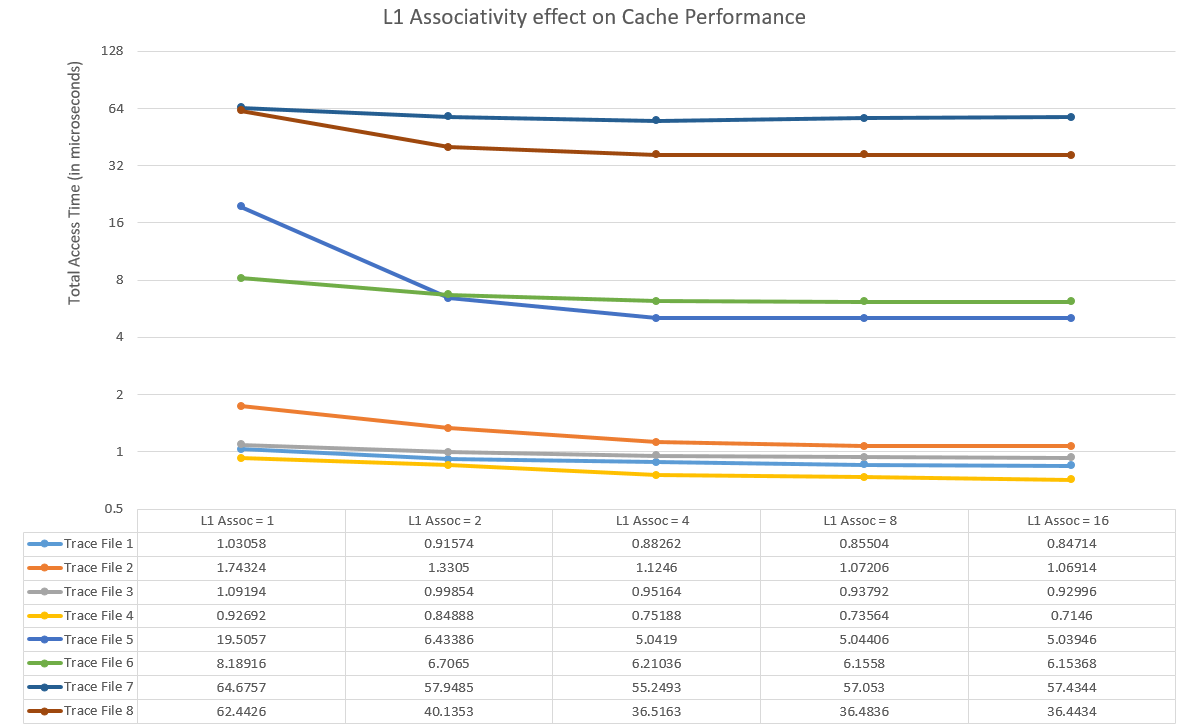 L1 Associativity effect on Cache Performance
Total Access Time (in microseconds)
128
64
32
16
8
4
2
1
0.5
L1 Assoc = 1 L1 Assoc = 2 L1 Assoc = 4 L1 Assoc = 8 L1 Assoc = 16
Trace File 1 1.03058 0.91574 0.88262 0.85504 0.84714
Trace File 2 1.74324 1.3305 1.1246 1.07206 1.06914
Trace File 3 1.09194 0.99854 0.95164 0.93792 0.92996
Trace File 4 0.92692 0.84888 0.75188 0.73564 0.7146
Trace File 5 19.5057 6.43386 5.0419 5.04406 5.03946
Trace File 6 8.18916 6.7065 6.21036 6.1558 6.15368
Trace File 7 64.6757 57.9485 55.2493 57.053 57.4344
Trace File 8 62.4426 40.1353 36.5163 36.4836 36.4434